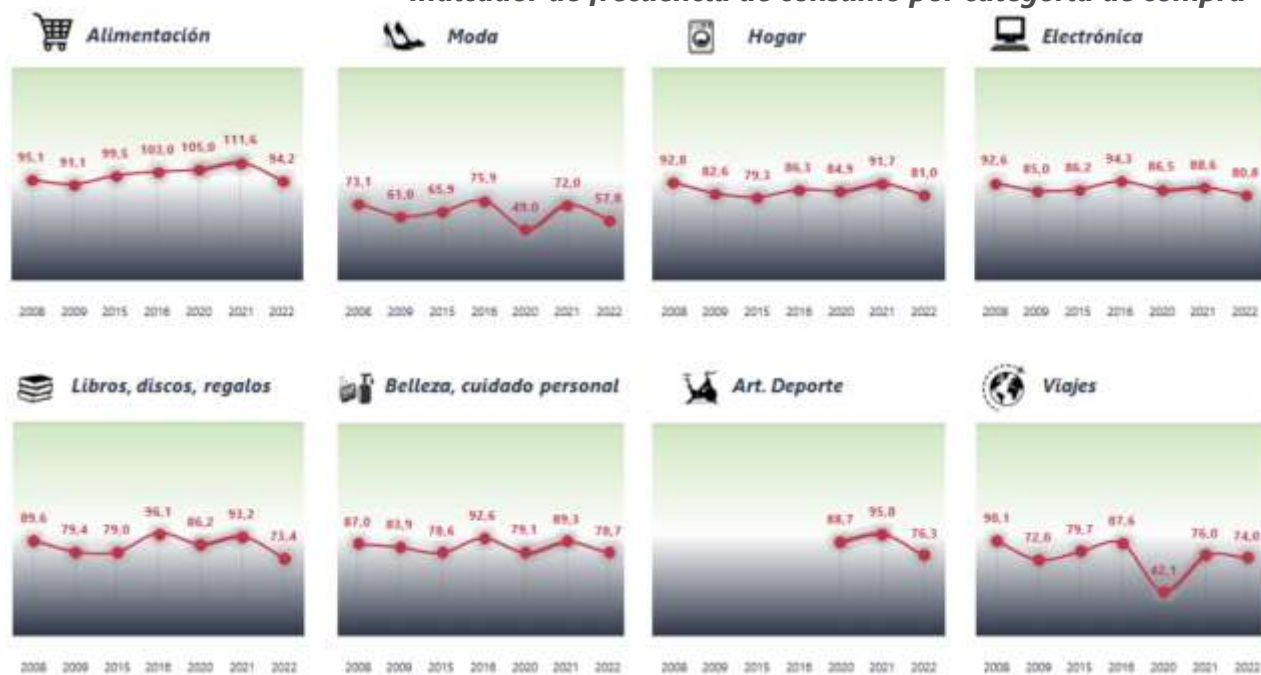 Indicador de frecuencia de consumo por categoría de compra
Alimentación
Moda
Hogar
Electrónica
95,1 91,1 99,5 103,0 105,0 111,6 94,2
73,1 61,0 65,9 75,9 49,0 72,0 57,8
92,8 82,6 79,3 86,3 84,9 91,7 81,0
92,6 85,0 86,2 94,3 86,5 88,6 80,8
2008 2009 2015 2016 2020 2021 2022
2008 2009 2015 2016 2020 2021 2022
2008 2009 2015 2016 2020 2021 2022
2008 2009 2015 2016 2020 2021 2022
Libros, discos, regalos
Belleza, cuidado personal
Art. Deporte
Viajes
89,6 79,4 79,0 96,1 86,2 93,2 73,4
87,0 83,9 78,6 92,6 79,1 89,3 78,7
88,7 95,8 76,3
90,1 72,0 79,7 87,6 42,1 76,0 74,0
2008 2009 2015 2016 2020 2021 2022
2008 2009 2015 2016 2020 2021 2022
2008 2009 2015 2016 2020 2021 2022
2008 2009 2015 2016 2020 2021 2022